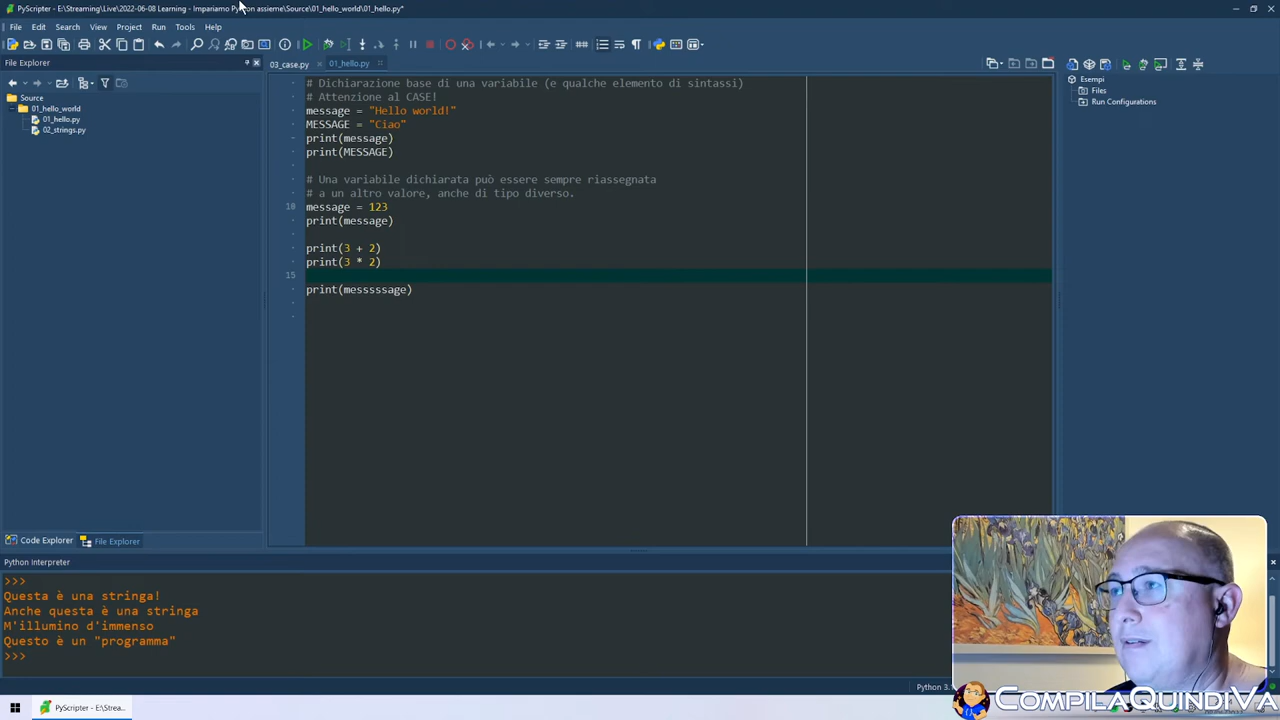 PyScripter - E:\Streaming\Live\2022-06-08 Learning - Impariamo Python assieme\Source\01_hello_world\01_hello.py*
File Edit Search View Project Run Tools Help
File Explorer
03_case.py
01_hello.py
Source
01_hello_world
01_hello.py
02_strings.py
# Dichiarazione base di una variabile (e qualche elemento di sintassi)
# Attenzione al CASE!
message = "Hello world!"
MESSAGE = "Ciao"
print(message)
print(MESSAGE)
# Una variabile dichiarata può essere sempre riassegnata
# a un altro valore, anche di tipo diverso.
10 message = 123
print(message)
print(3 + 2)
print(3 * 2)
15
print(messsssage)
Esempi
Files
Run Configurations
Code Explorer
File Explorer
Python Interpreter
>>>
Questa è una stringa!
Anche questa è una stringa
M'illumino d'immenso
Questo è un "programma"
>>>
PyScripter - E:\Strea...
CompilaQuindiVa